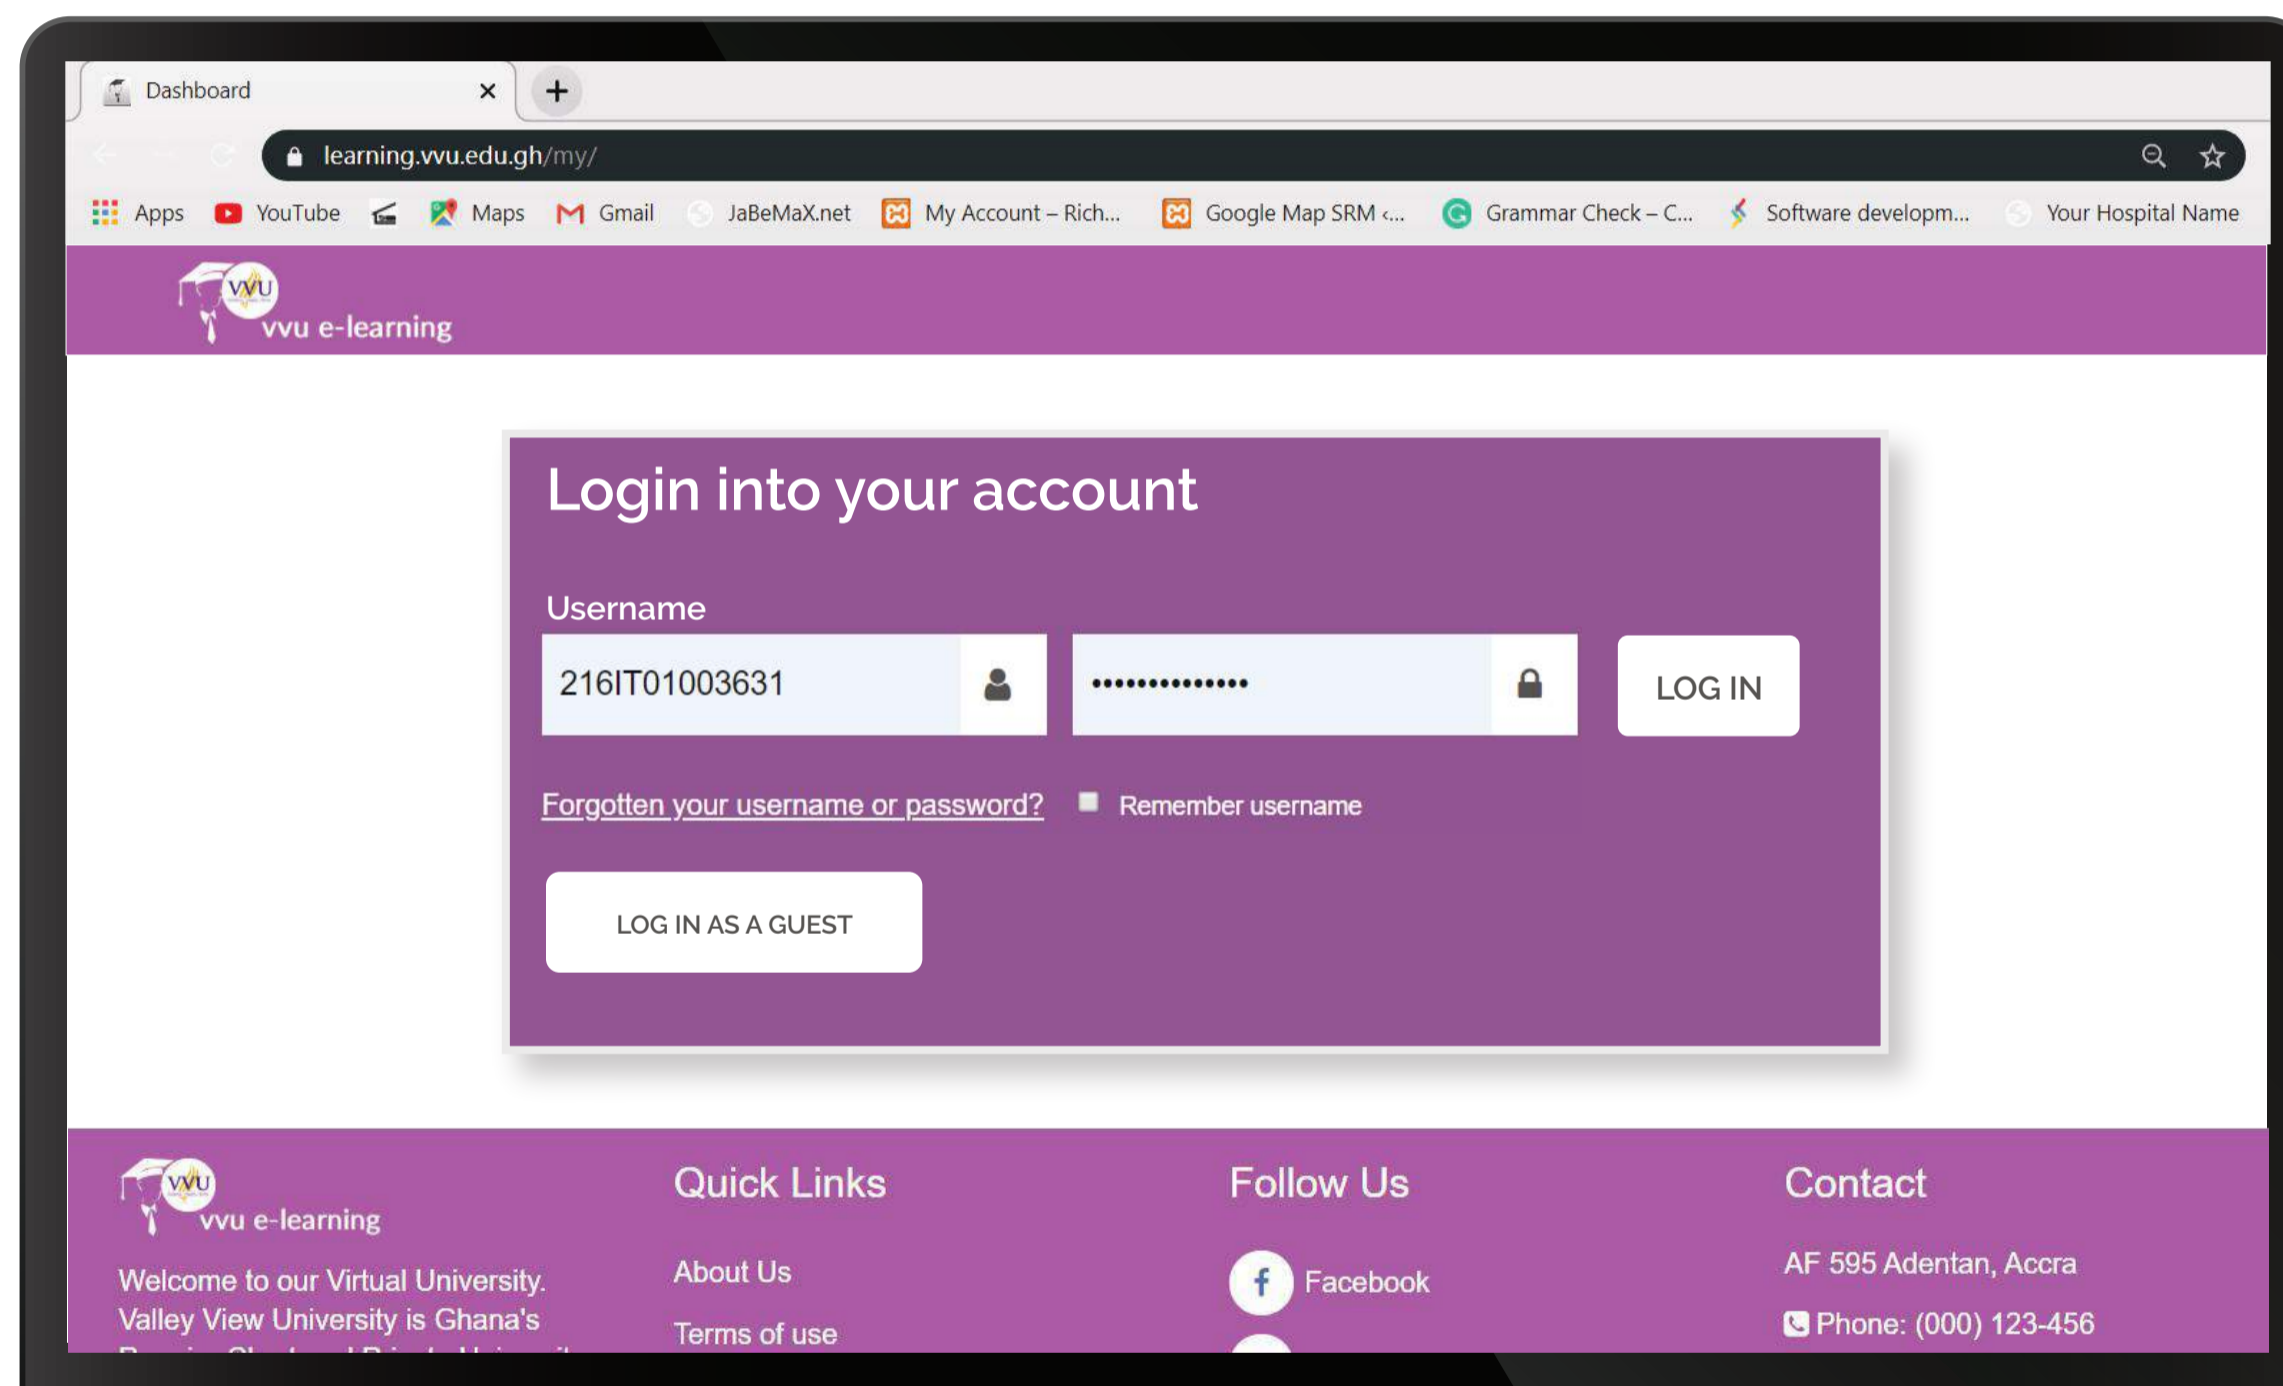 Dashboard
learning.vvu.edu.gh/my/
Apps YouTube Maps Gmail JaBeMaX.net My Account – Rich... Google Map SRM ‹... Grammar Check – C... Software developm... Your Hospital Name
VVU
vvu e-learning
Login into your account
Username
216IT01003631 •••••••••••••• LOG IN
Forgotten your username or password? Remember username
LOG IN AS A GUEST
VVU
vvu e-learning
Welcome to our Virtual University.
Valley View University is Ghana's
Quick Links
About Us
Terms of use
Follow Us
Facebook
Contact
AF 595 Adentan, Accra
Phone: (000) 123-456